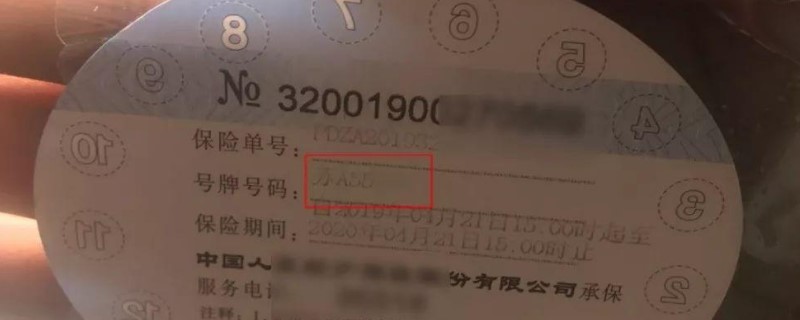 8 7 6 5 4 3 2
9 10 11 12
№ 32001900
保险单号: PDZA201932
号牌号码: 苏A5D
自2019年04月21日15:00时起至
保险期间: 2020年04月21日15:00时止
中国人 份有限公司承保
服务电话
注释: